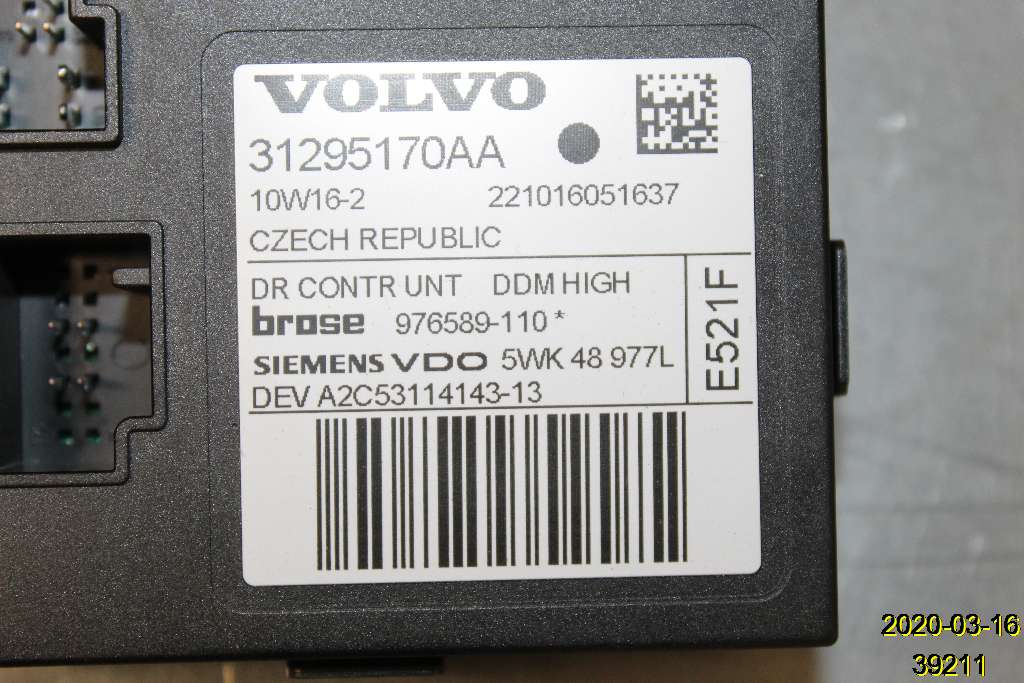 VOLVO
31295170AA
10W16-2 221016051637
CZECH REPUBLIC
DR CONTR UNT DDM HIGH
brose 976589-110*
SIEMENS VDO 5WK 48 977L
DEV A2C53114143-13
E521F
2020-03-16
39211